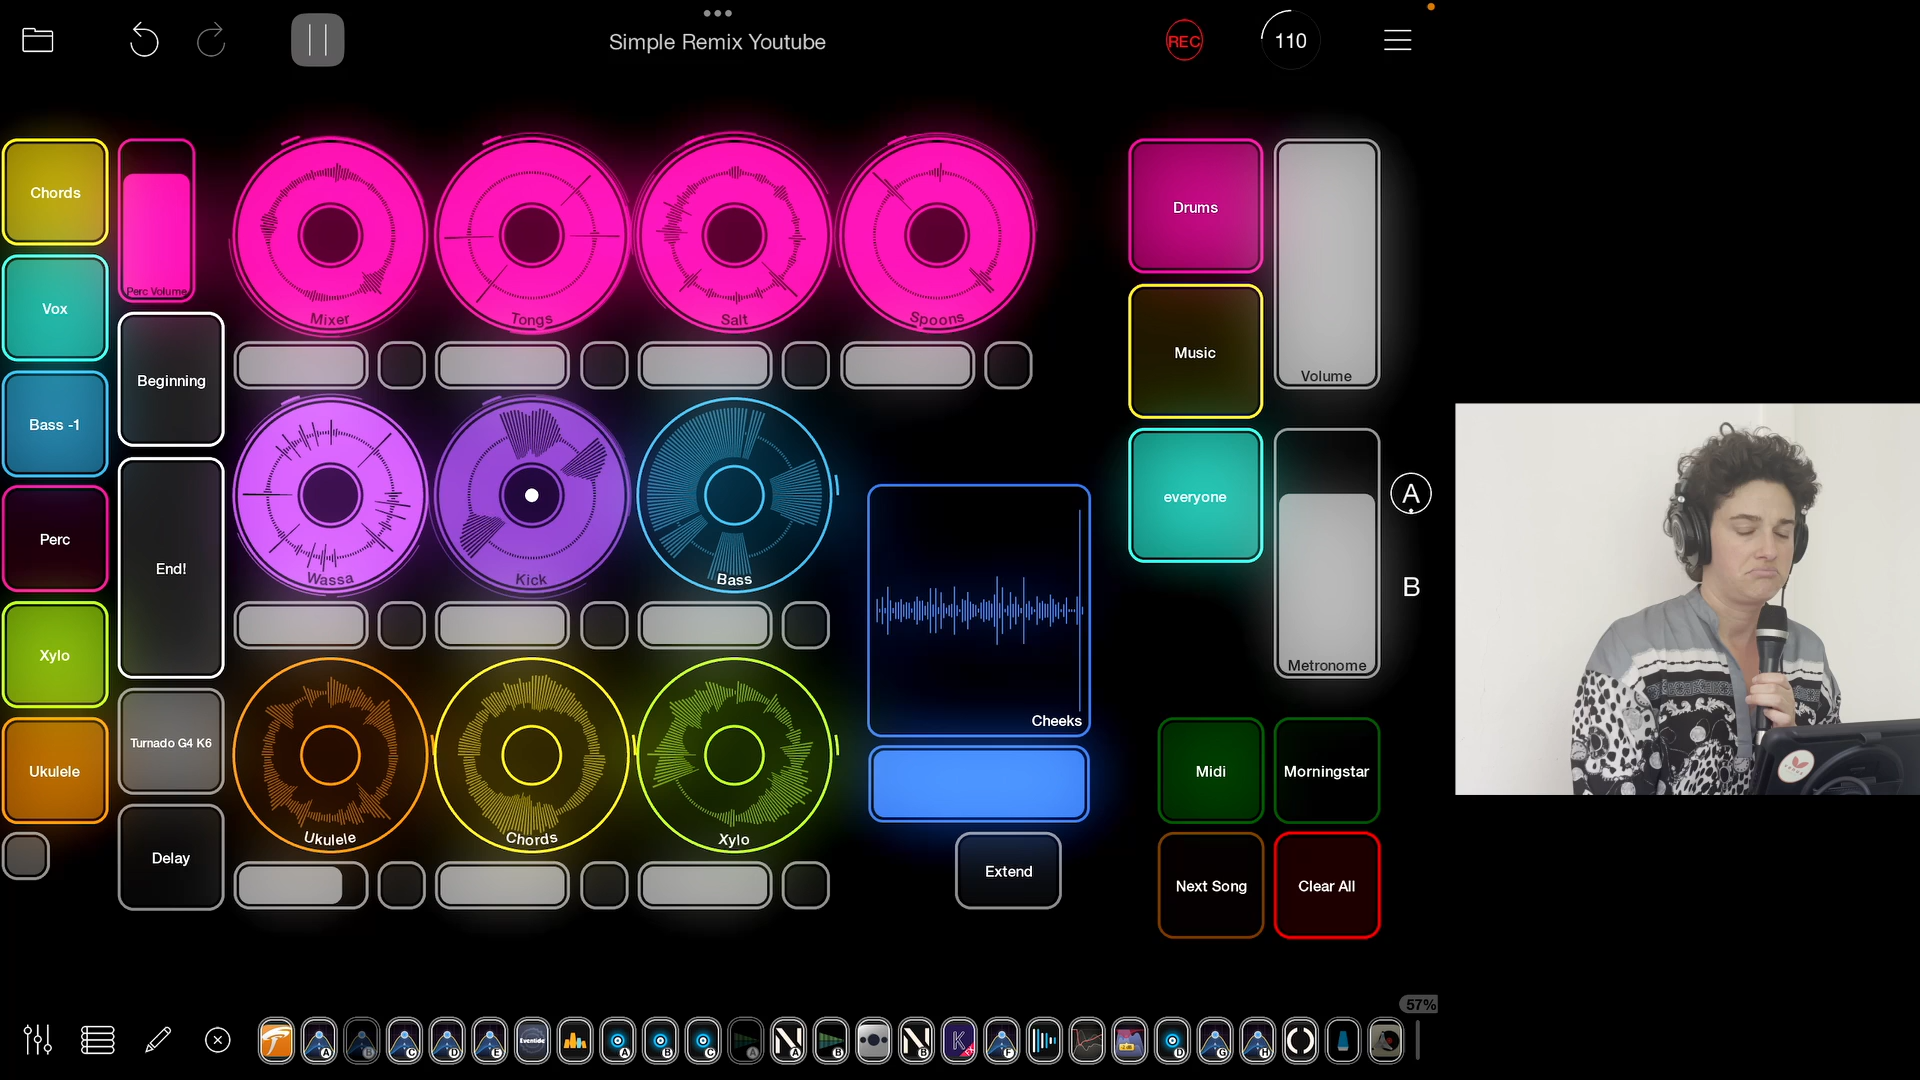 Simple Remix Youtube
REC
110
Chords
Vox
Bass -1
Perc
Xylo
Ukulele
Perc Volume
Beginning
End!
Turnado G4 K6
Delay
Mixer
Tongs
Salt
Spoons
Wassa
Kick
Bass
Ukulele
Chords
Xylo
Cheeks
Extend
Drums
Music
everyone
Volume
Metronome
A
B
Midi
Morningstar
Next Song
Clear All
57%
A
B
C
D
E
Eventide
A
B
C
A
N A
B
N B
K FX
F
D
G
H